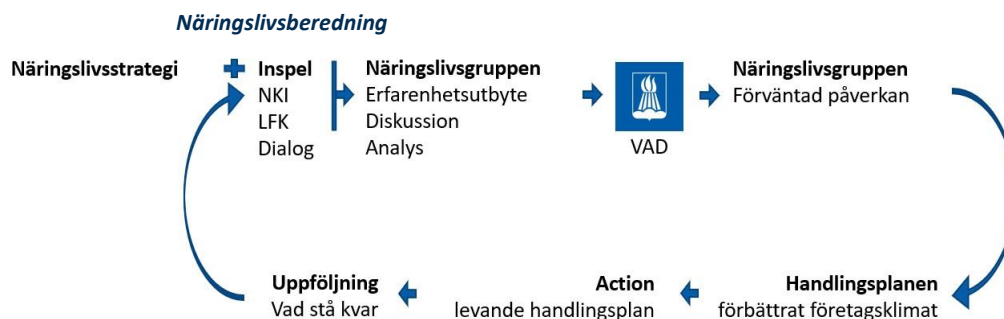 Näringslivsberedning
Näringslivsstrategi
Inspel
NKI
LFK
Dialog
Näringslivsgruppen
Erfarenhetsutbyte
Diskussion
Analys
VAD
Näringslivsgruppen
Förväntad påverkan
Handlingsplanen
förbättrat företagsklimat
Action
levande handlingsplan
Uppföljning
Vad stå kvar